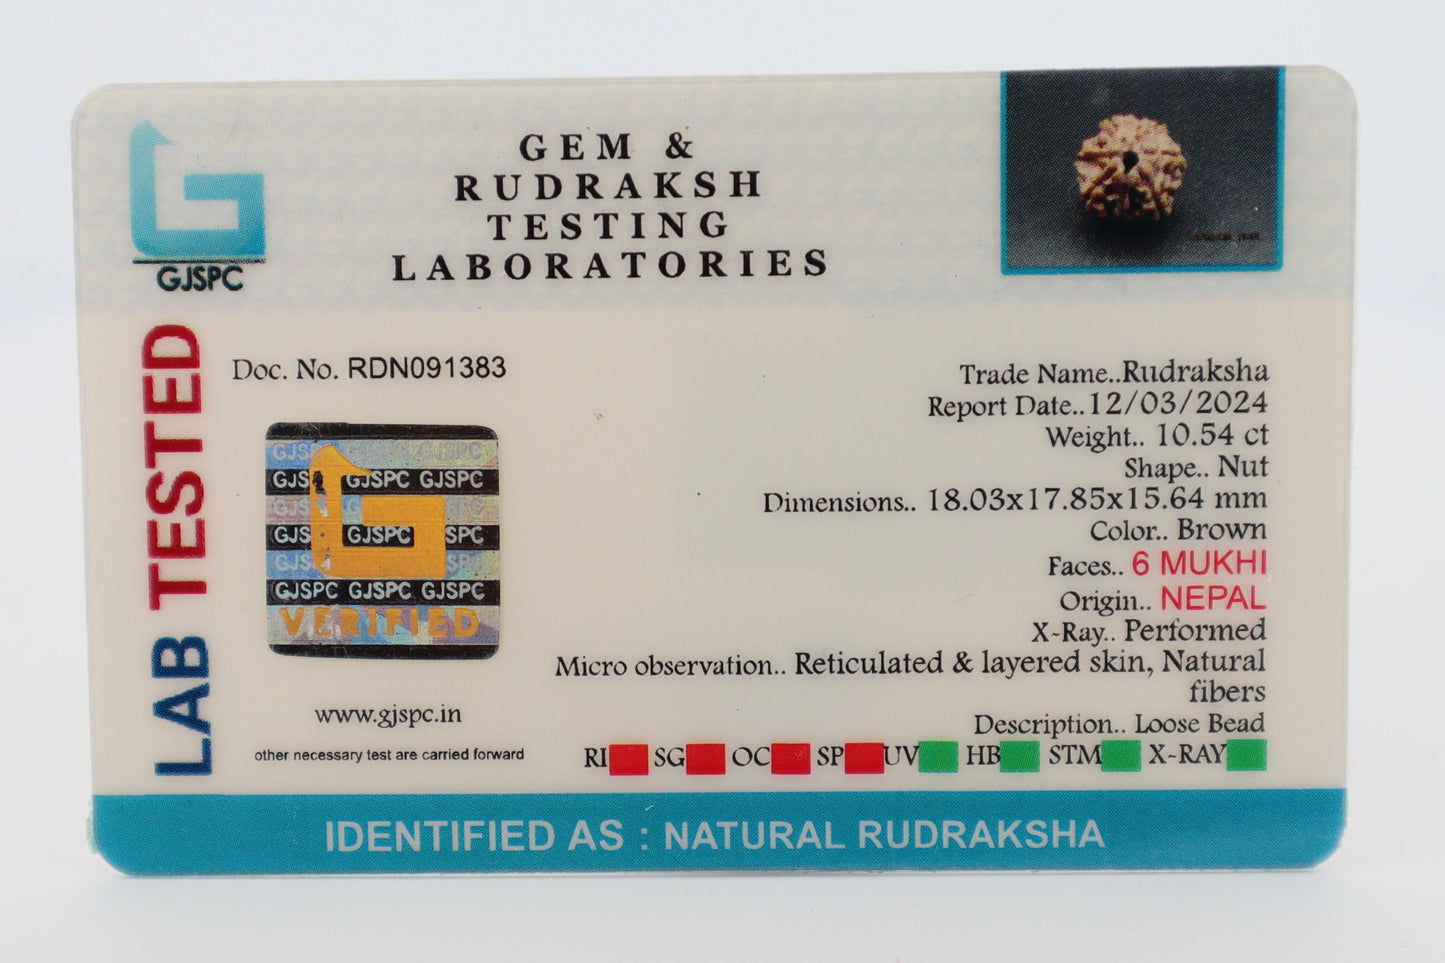 GEM &
RUDRAKSH
TESTING
LABORATORIES
GJSPC
LAB TESTED
Doc. No. RDN091383
GJSPC GJSPC
GJSPC
GJSPC GJSPC GJSPC
VERIFIED
www.gjspc.in
other necessary test are carried forward
Trade Name..Rudraksha
Report Date..12/03/2024
Weight.. 10.54 ct
Shape.. Nut
Dimensions.. 18.03x17.85x15.64 mm
Color.. Brown
Faces.. 6 MUKHI
Origin.. NEPAL
X-Ray.. Performed
Micro observation.. Reticulated & layered skin, Natural
fibers
Description.. Loose Bead
RI SG OC SP UV HB STM X-RAY
IDENTIFIED AS : NATURAL RUDRAKSHA